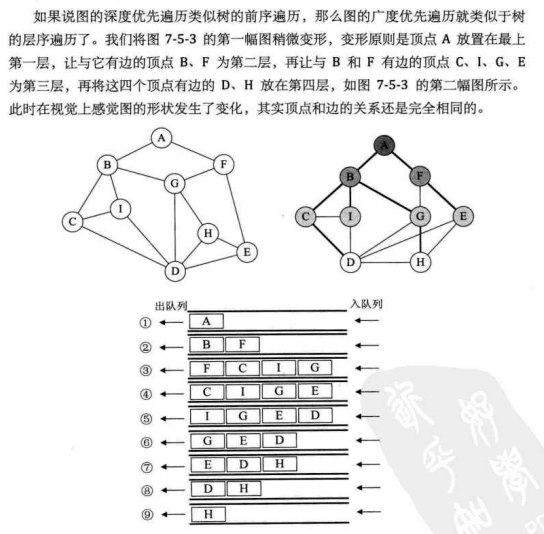 如果说图的深度优先遍历类似树的前序遍历，那么图的广度优先遍历就类似于树
的层序遍历了。我们将图 7-5-3 的第一幅图稍微变形，变形原则是顶点 A 放置在最上
第一层，让与它有边的顶点 B、F 为第二层，再让与 B 和 F 有边的顶点 C、I、G、E
为第三层，再将这四个顶点有边的 D、H 放在第四层，如图 7-5-3 的第二幅图所示。
此时在视觉上感觉图的形状发生了变化，其实顶点和边的关系还是完全相同的。
A
B F
G
C I
H
E
D
A
B F
C I G E
D H
出队列 入队列
① A
② B F
③ F C I G
④ C I G E
⑤ I G E D
⑥ G E D
⑦ E D H
⑧ D H
⑨ H